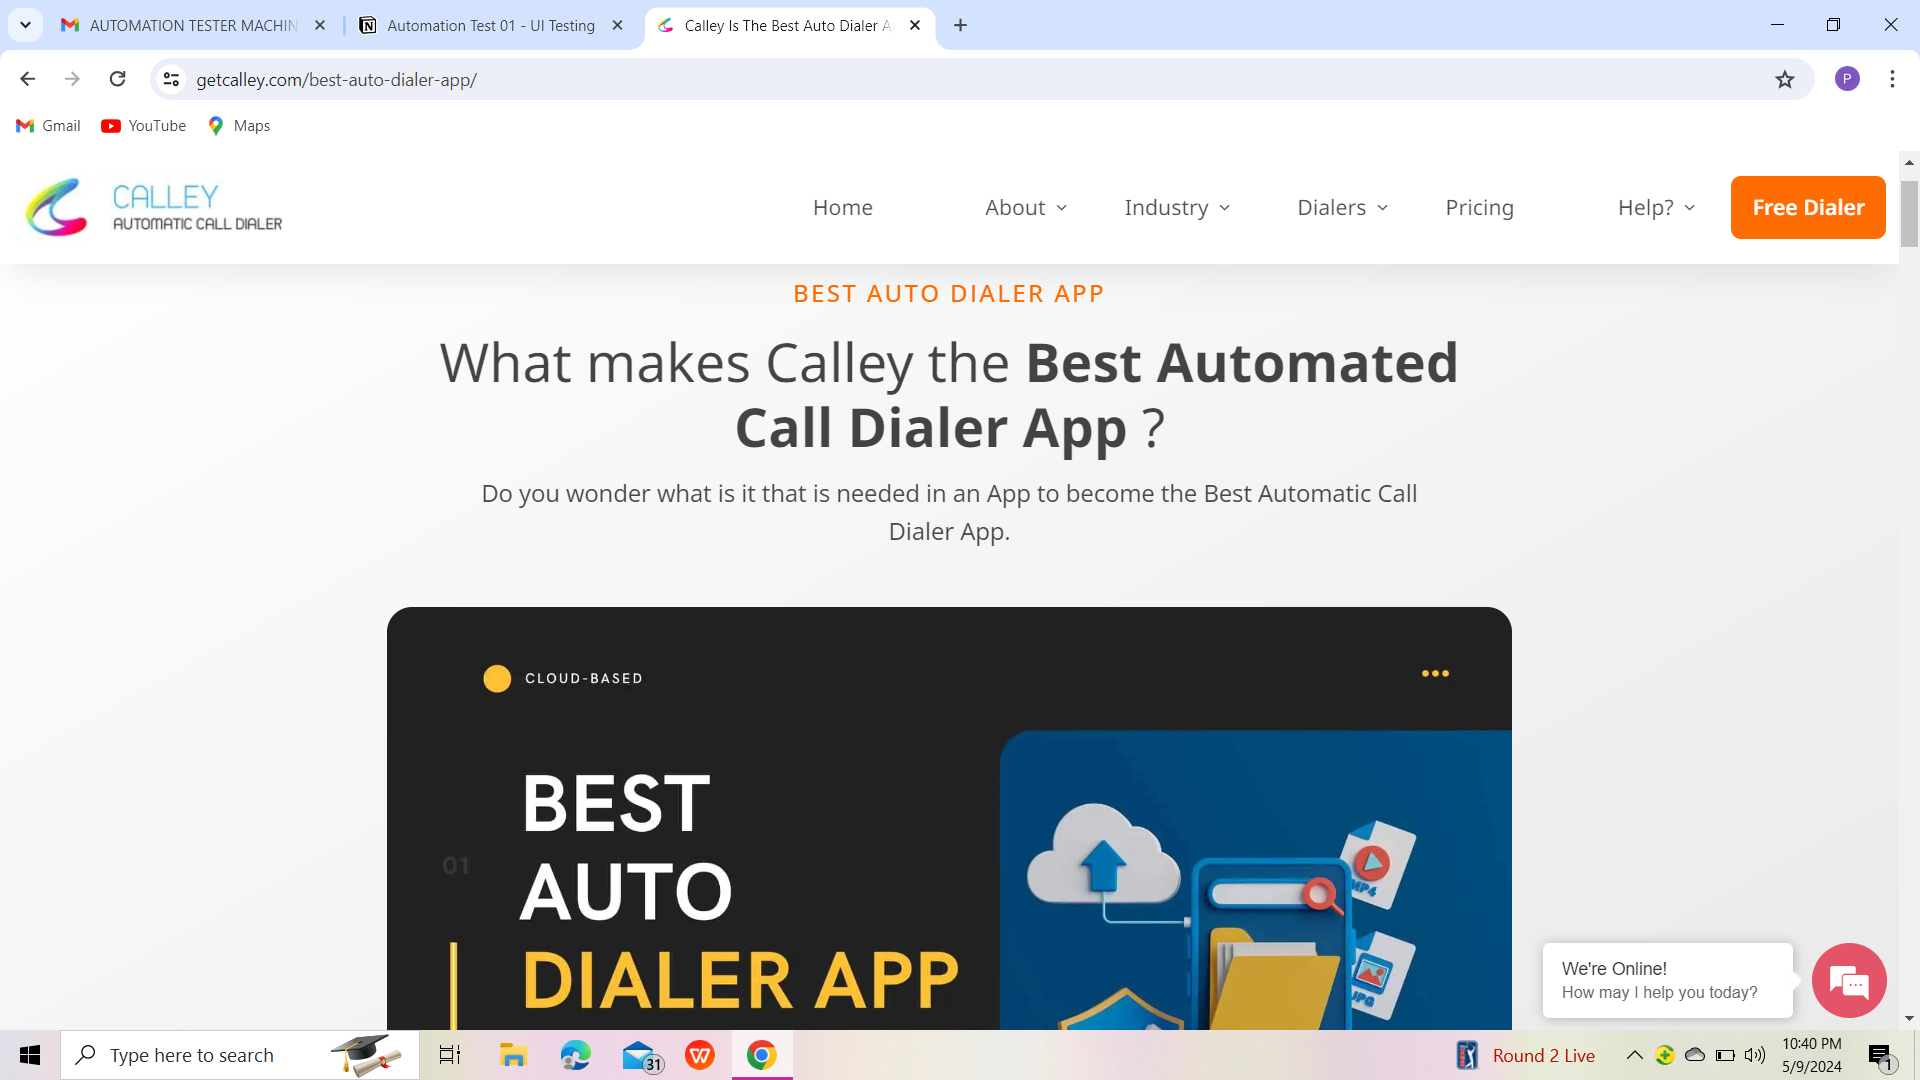 AUTOMATION TESTER MACHIN
Automation Test 01 - UI Testing
Calley Is The Best Auto Dialer A
getcalley.com/best-auto-dialer-app/
P
Gmail
YouTube
Maps
CALLEY
AUTOMATIC CALL DIALER
Home
About
Industry
Dialers
Pricing
Help?
Free Dialer
BEST AUTO DIALER APP
What makes Calley the Best Automated
Call Dialer App ?
Do you wonder what is it that is needed in an App to become the Best Automatic Call
Dialer App.
CLOUD-BASED
BEST
AUTO
DIALER APP
01
MP4
JPG
We're Online!
How may I help you today?
Type here to search
31
Round 2 Live
10:40 PM
5/9/2024
1